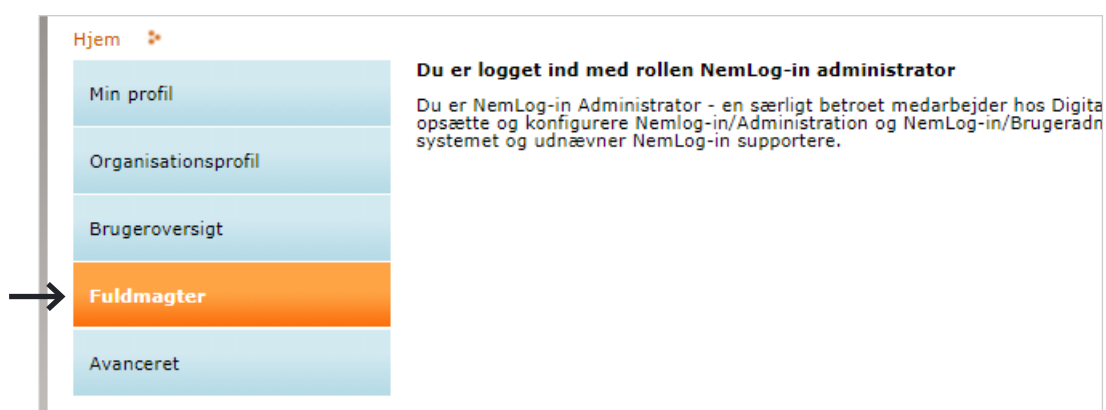 Hjem
Min profil
Organisationsprofil
Brugeroversigt
Fuldmagter
Avanceret
Du er logget ind med rollen NemLog-in administrator
Du er NemLog-in Administrator - en særligt betroet medarbejder hos Digita
opsætte og konfigurere Nemlog-in/Administration og NemLog-in/Brugeradn
systemet og udnævner NemLog-in supportere.